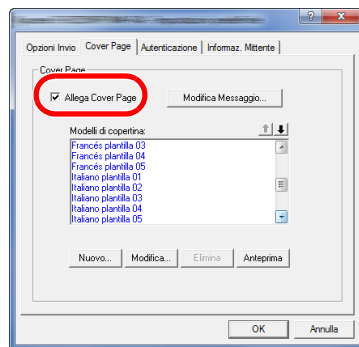 Opzioni Invio Cover Page Autenticazione Informaz. Mittente
Cover Page
Allega Cover Page Modifica Messaggio...
Modelli di copertina:
Francés plantilla 03
Francés plantilla 04
Francés plantilla 05
Italiano plantilla 01
Italiano plantilla 02
Italiano plantilla 03
Italiano plantilla 04
Italiano plantilla 05
Nuovo... Modifica... Elimina Anteprima
OK Annulla